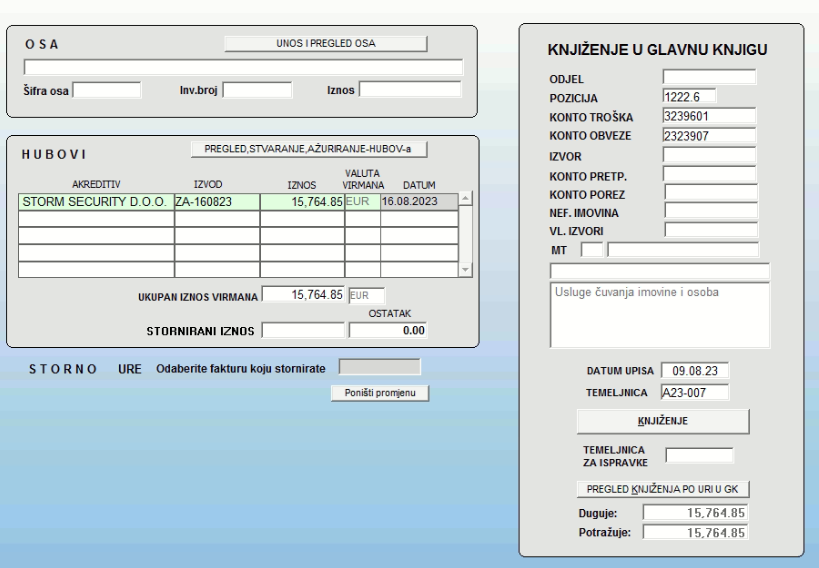 O S A
UNOS I PREGLED OSA
Šifra osa
Inv.broj
Iznos
H U B O V I
PREGLED,STVARANJE,AŽURIRANJE-HUBOV-a
AKREDITIV IZVOD IZNOS VALUTA VIRMANA DATUM
STORM SECURITY D.O.O. ZA-160823 15,764.85 EUR 16.08.2023
UKUPAN IZNOS VIRMANA 15,764.85 EUR
OSTATAK
STORNIRANI IZNOS 0.00
S T O R N O URE Odaberite fakturu koju stornirate
Poništi promjenu
KNJIŽENJE U GLAVNU KNJIGU
ODJEL
POZICIJA 1222.6
KONTO TROŠKA 3239601
KONTO OBVEZE 2323907
IZVOR
KONTO PRETP.
KONTO POREZ
NEF. IMOVINA
VL. IZVORI
MT
Usluge čuvanja imovine i osoba
DATUM UPISA 09.08.23
TEMELJNICA A23-007
KNJIŽENJE
TEMELJNICA
ZA ISPRAVKE
PREGLED KNJIŽENJA PO URI U GK
Duguje: 15,764.85
Potražuje: 15,764.85